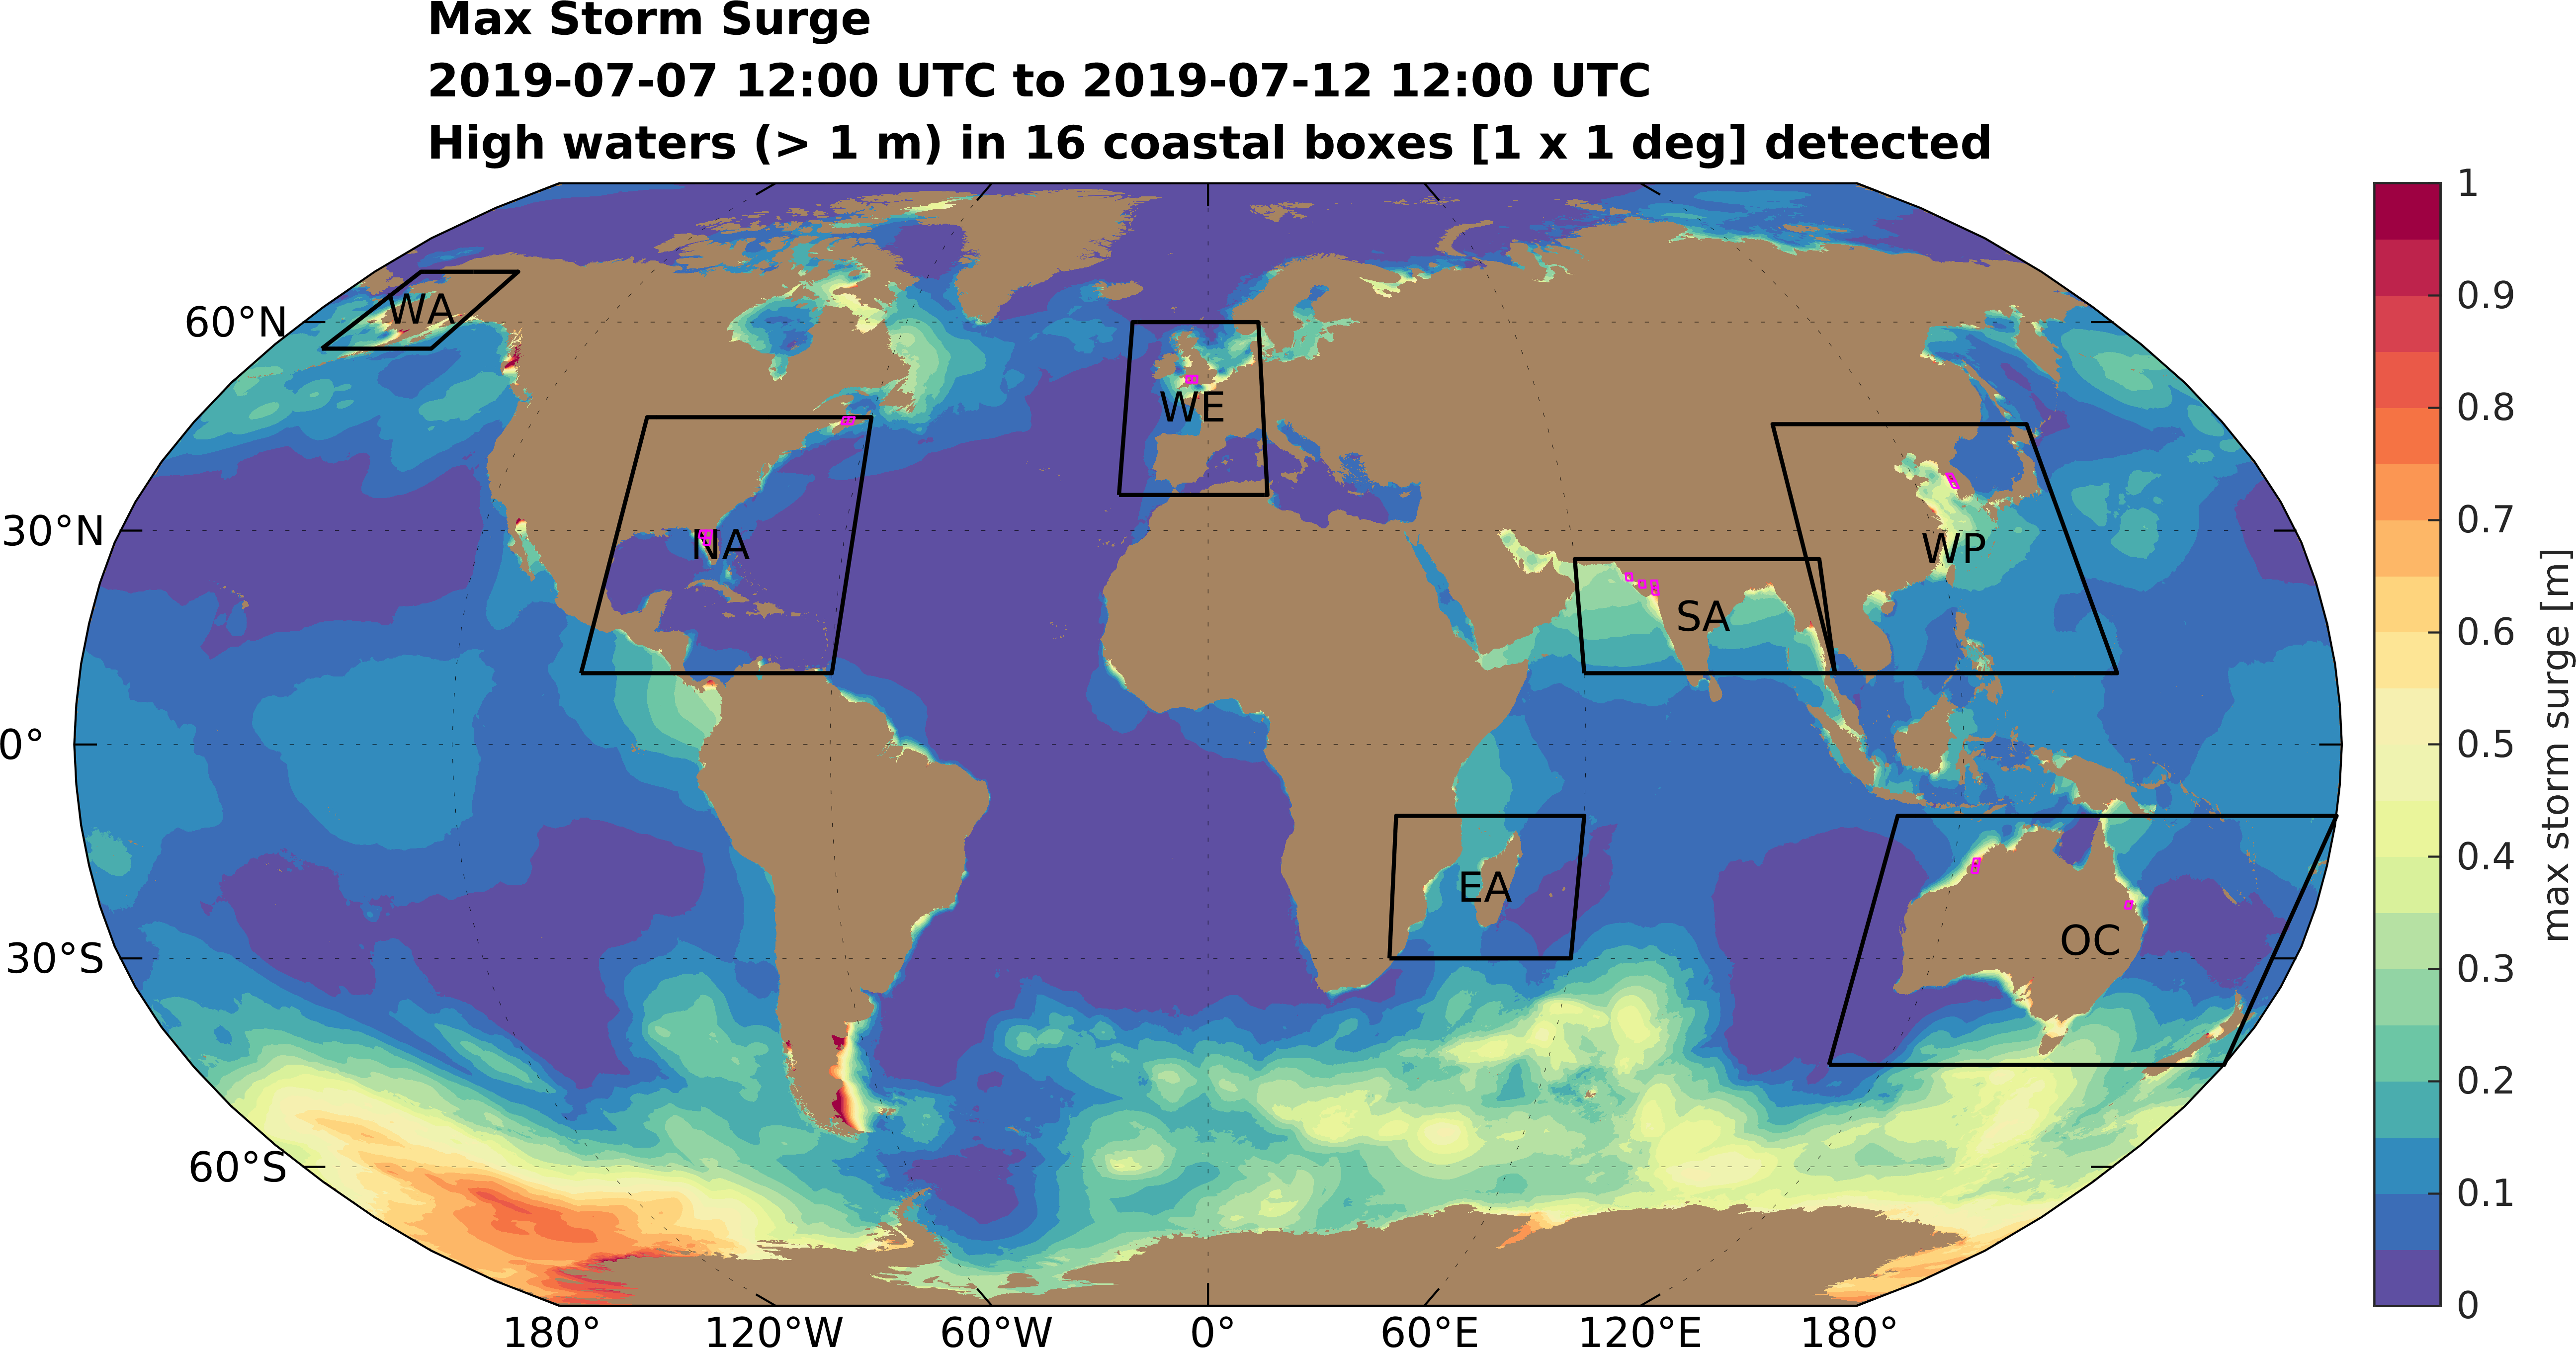 Max Storm Surge
2019-07-07 12:00 UTC to 2019-07-12 12:00 UTC
High waters (> 1 m) in 16 coastal boxes [1 x 1 deg] detected
60°N
30°N
0°
30°S
60°S
180°
120°W
60°W
0°
60°E
120°E
180°
WA
NA
WE
SA
WP
EA
OC
1
0.9
0.8
0.7
0.6
0.5
0.4
0.3
0.2
0.1
0
max storm surge [m]